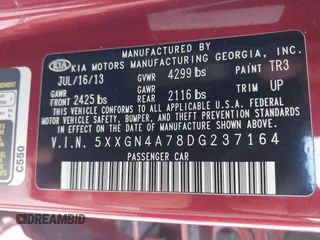 KIA KIA MOTORS MANUFACTURING GEORGIA, INC.
JUL/16/13 GVWR 4299 lbs PAINT TR3
GAWR FRONT 2425 lbs GAWR REAR 2116 lbs TRIM UP
THIS VEHICLE CONFORMS TO ALL APPLICABLE U.S.A. FEDERAL
MOTOR VEHICLE SAFETY, BUMPER, AND THEFT PREVENTION STANDARDS
IN EFFECT ON THE DATE OF MANUFACTURE SHOWN ABOVE.
V.I.N. 5XXGN4A78DG237164
PASSENGER CAR
C550
DREAMBID